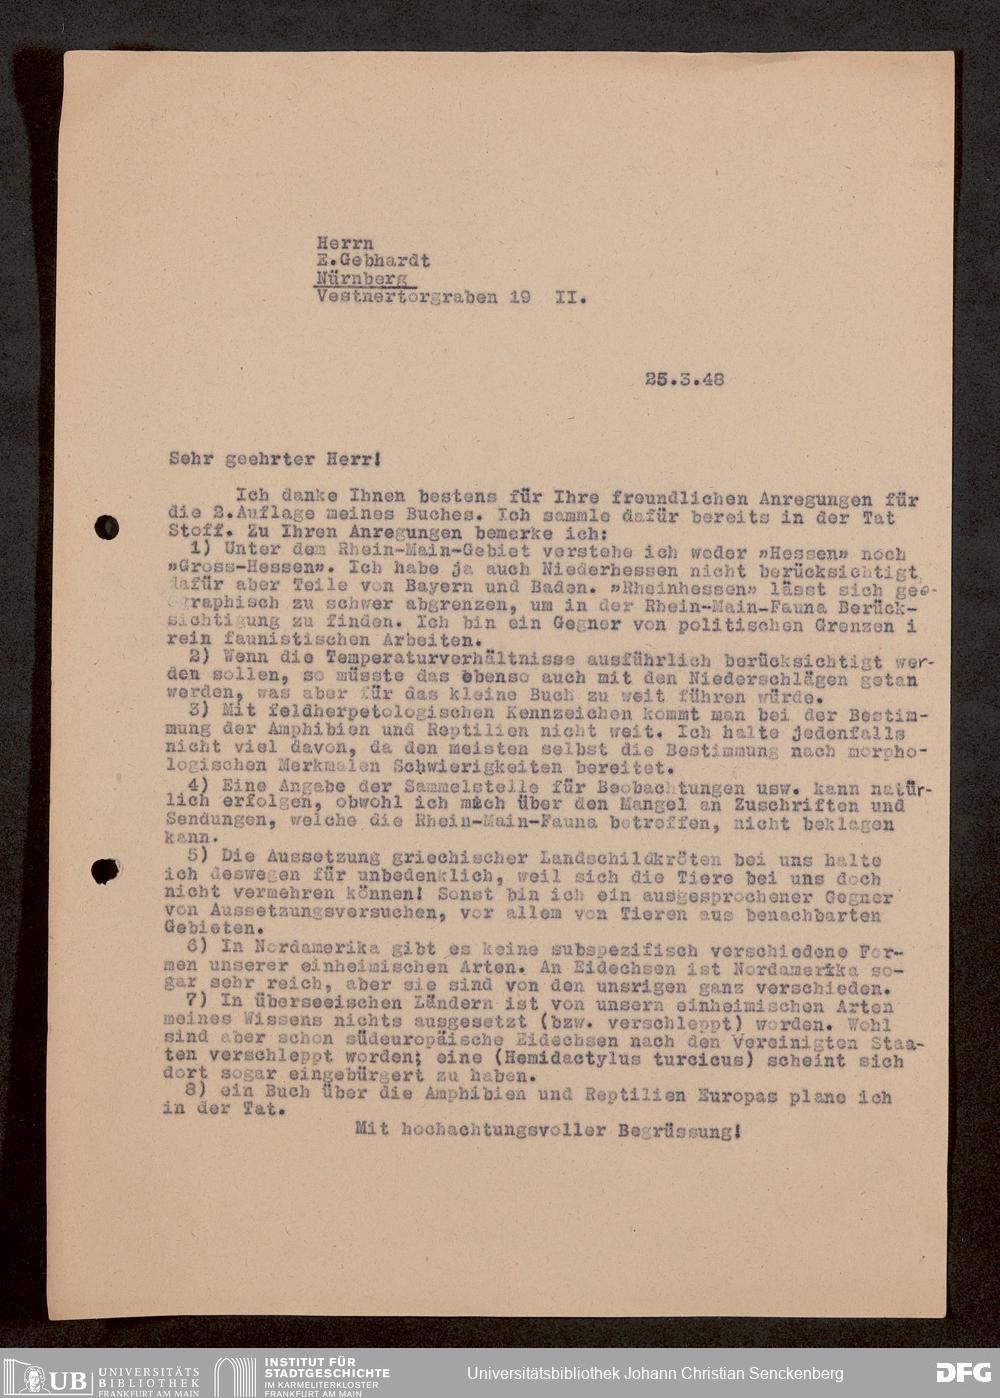 Herrn
E.Gebhardt
Nürnberg
Vestnertorgraben 19 II.
25.3.48
Sehr geehrter Herr!
Ich danke Ihnen bestens für Ihre freundlichen Anregungen für
die 2.Auflage meines Buches. Ich sammle dafür bereits in der Tat
Stoff. Zu Ihren Anregungen bemerke ich:
1) Unter dem Rhein-Main-Gebiet verstehe ich weder »Hessen» noch
»Gross-Hessen». Ich habe ja auch Niederhessen nicht berücksichtigt,
dafür aber Teile von Bayern und Baden. »Rheinhessen» lässt sich geo-
graphisch zu schwer abgrenzen, um in der Rhein-Main-Fauna Berück-
sichtigung zu finden. Ich bin ein Gegner von politischen Grenzen i
rein faunistischen Arbeiten.
2) Wenn die Temperaturverhältnisse ausführlich berücksichtigt wer-
den sollen, so müsste das ebenso auch mit den Niederschlägen getan
werden, was aber für das kleine Buch zu weit führen würde.
3) Mit feldherpetologischen Kennzeichen kommt man bei der Bestim-
mung der Amphibien und Reptilien nicht weit. Ich halte jedenfalls
nicht viel davon, da den meisten selbst die Bestimmung nach morpho-
logischen Merkmalen Schwierigkeiten bereitet.
4) Eine Angabe der Sammelstelle für Beobachtungen usw. kann natür-
lich erfolgen, obwohl ich mich über den Mangel an Zuschriften und
Sendungen, welche die Rhein-Main-Fauna betreffen, nicht beklagen
kann.
5) Die Aussetzung griechischer Landschildkröten bei uns halte
ich deswegen für unbedenklich, weil sich die Tiere bei uns doch
nicht vermehren können! Sonst bin ich ein ausgesprochener Gegner
von Aussetzungsversuchen, vor allem von Tieren aus benachbarten
Gebieten.
6) In Nordamerika gibt es keine subspezifisch verschiedene For-
men unserer einheimischen Arten. An Eidechsen ist Nordamerika so-
gar sehr reich, aber sie sind von den unsrigen ganz verschieden.
7) In überseeischen Ländern ist von unsern einheimischen Arten
meines Wissens nichts ausgesetzt (bzw. verschleppt) worden. Wohl
sind aber schon südeuropäische Eidechsen nach den Vereinigten Staa-
ten verschleppt worden; eine (Hemidactylus turcicus) scheint sich
dort sogar eingebürgert zu haben.
8) ein Buch über die Amphibien und Reptilien Europas plane ich
in der Tat.
Mit hochachtungsvoller Begrüssung!
UB UNIVERSITÄTS
BIBLIOTHEK
FRANKFURT AM MAIN
INSTITUT FÜR
STADTGESCHICHTE
IM KARMELITERKLOSTER
FRANKFURT AM MAIN
Universitätsbibliothek Johann Christian Senckenberg
DFG